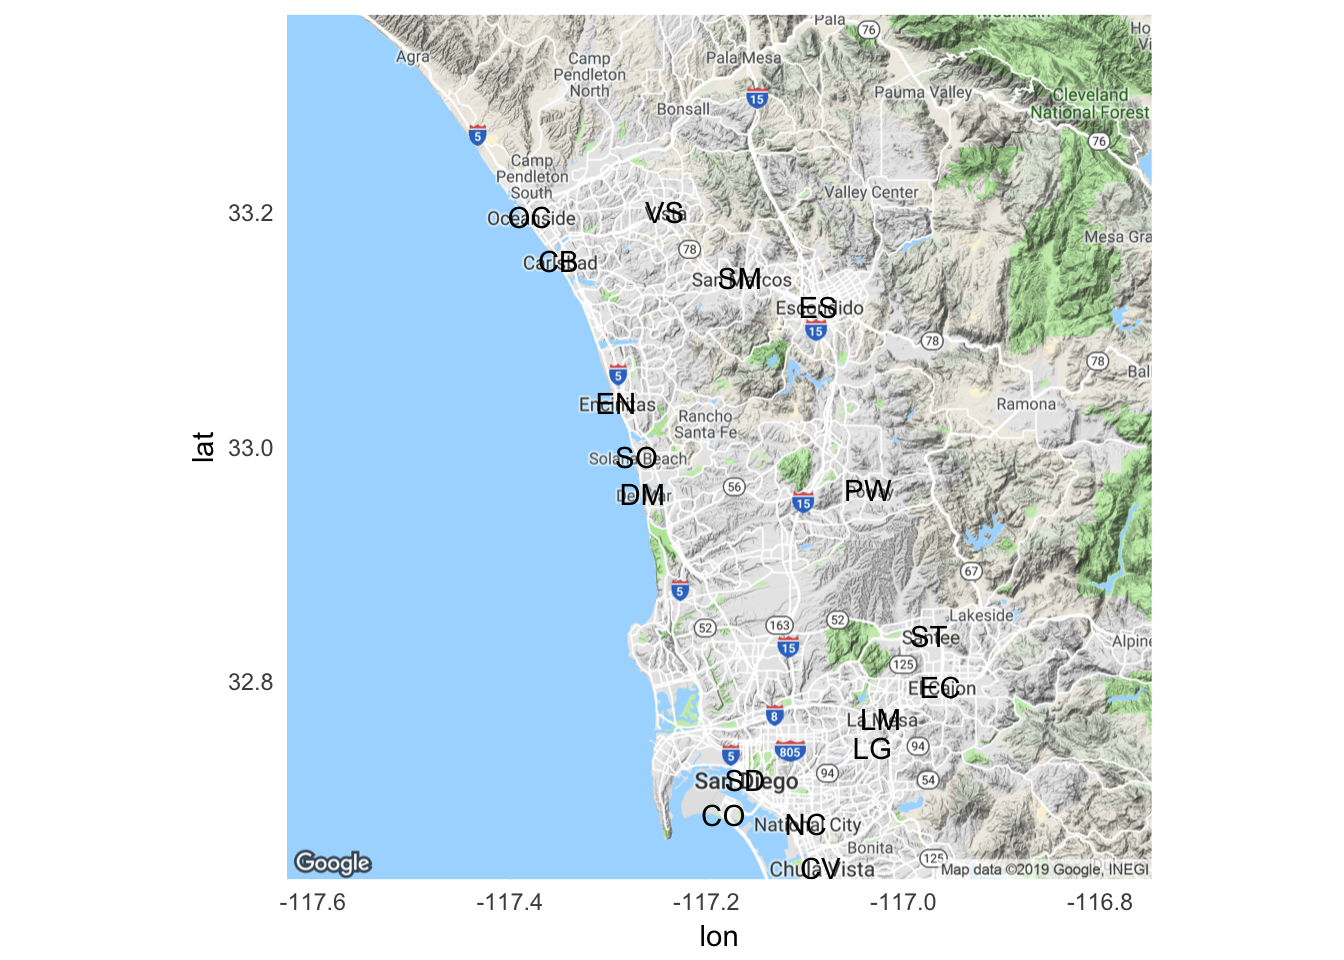 Pala
76
Ho
Agra
Camp
Pendleton
North
Pala Mesa
Pauma Valley
Cleveland
National Forest
15
Bonsall
5
76
Camp
Pendleton
South
Valley Center
33.2
Oceanside
OC
Vista
VS
Mesa Gra
78
Carlsbad
CB
San Marcos
SM
Escondido
ES
15
78
78
Bal
5
Encinitas
EN
Rancho
Santa Fe
Ramona
lat
33.0
Solana Beach
SO
Del Mar
DM
56
15
Poway
PW
67
5
Lakeside
52
163
52
15
Santee
ST
Alpine
125
32.8
El Cajon
EC
8
La Mesa
LM
LG
94
5
805
San Diego
SD
94
54
CO
National City
NC
Bonita
125
Google
Chula Vista
CV
Map data ©2019 Google, INEGI
-117.6
-117.4
-117.2
-117.0
-116.8
lon